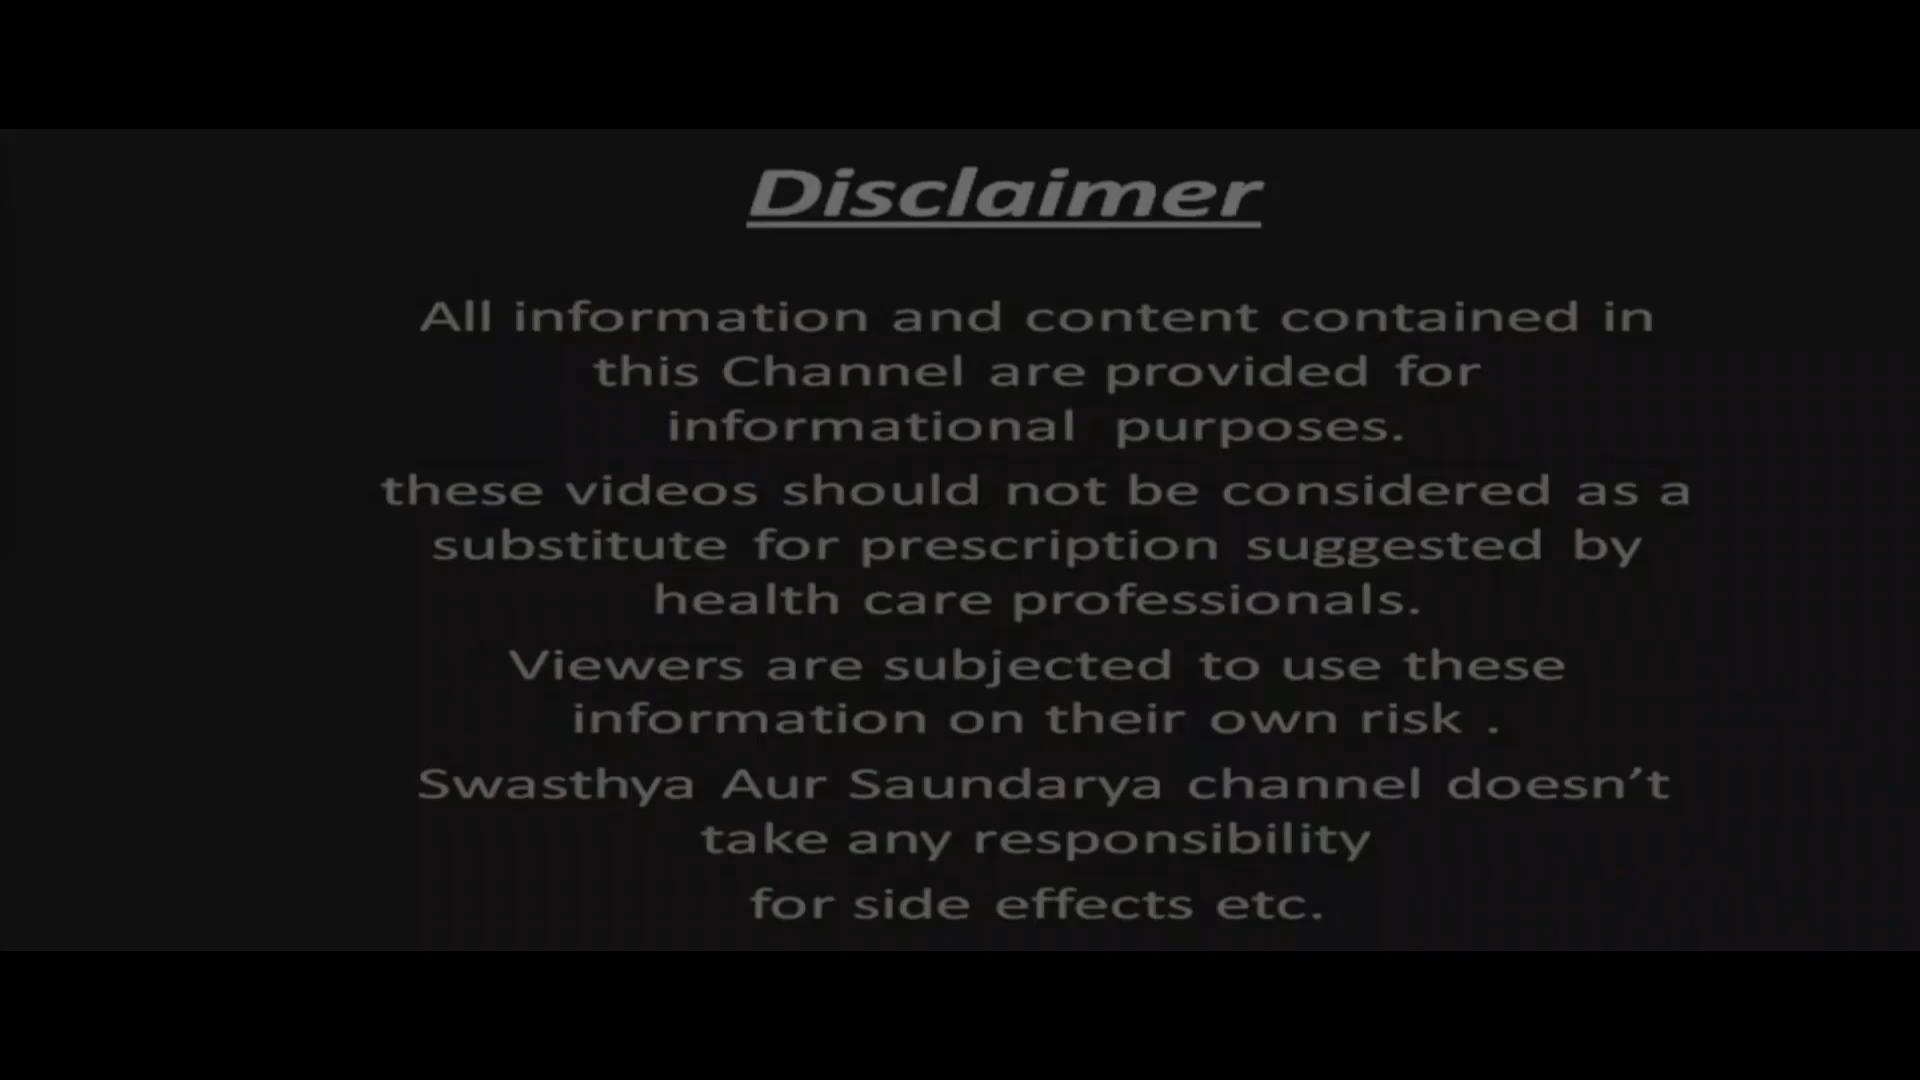 Disclaimer
All information and content contained in
this Channel are provided for
informational purposes.
these videos should not be considered as a
substitute for prescription suggested by
health care professionals.
Viewers are subjected to use these
information on their own risk .
Swasthya Aur Saundarya channel doesn’t
take any responsibility
for side effects etc.